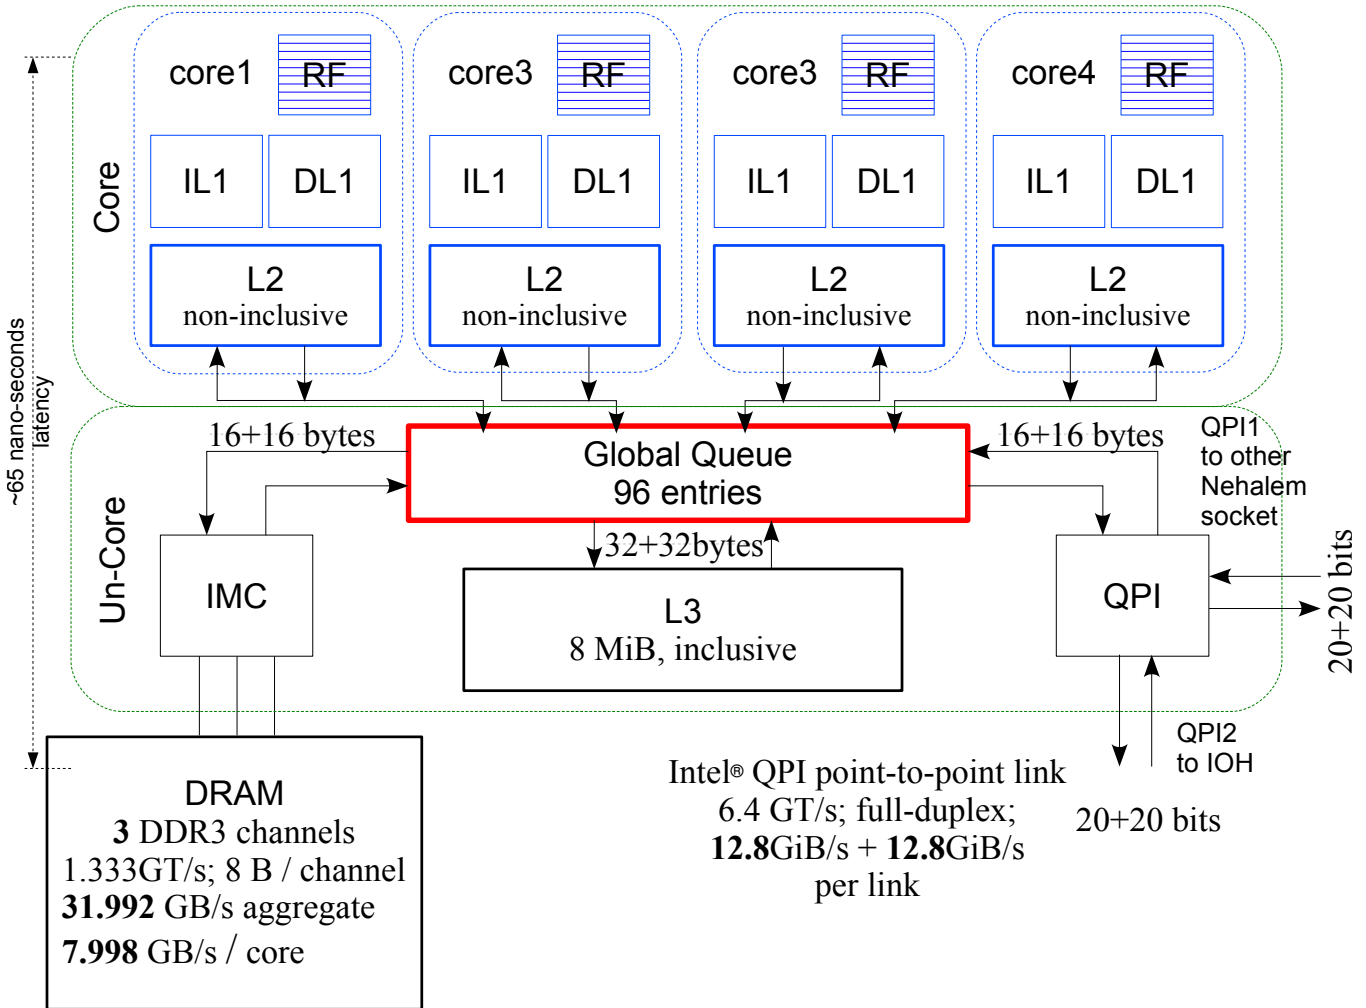 core1
RF
core3
RF
core3
RF
core4
RF
IL1
DL1
IL1
DL1
IL1
DL1
IL1
DL1
Core
L2
non-inclusive
L2
non-inclusive
L2
non-inclusive
L2
non-inclusive
~65 nano-seconds
latency
16+16 bytes
Global Queue
96 entries
16+16 bytes
QPI1
to other
Nehalem
socket
Un-Core
32+32bytes
IMC
L3
8 MiB, inclusive
QPI
20+20 bits
QPI2
to IOH
20+20 bits
DRAM
3 DDR3 channels
1.333GT/s; 8 B / channel
31.992 GB/s aggregate
7.998 GB/s / core
Intel® QPI point-to-point link
6.4 GT/s; full-duplex;
12.8GiB/s + 12.8GiB/s
per link